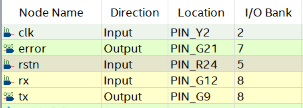 Node Name Direction Location I/O Bank
clk Input PIN_Y2 2
error Output PIN_G21 7
rstn Input PIN_R24 5
rx Input PIN_G12 8
tx Output PIN_G9 8